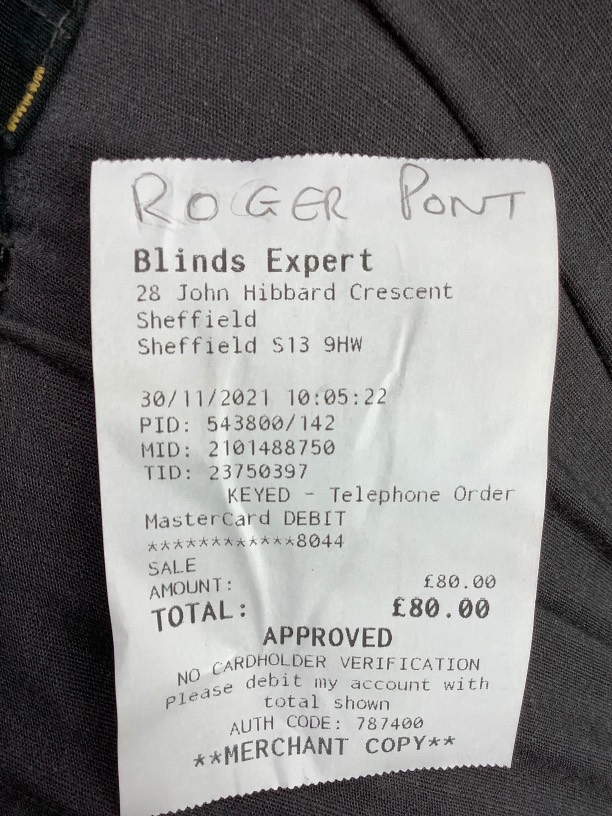 ROGER PONT
Blinds Expert
28 John Hibbard Crescent
Sheffield
Sheffield S13 9HW
30/11/2021 10:05:22
PID: 543800/142
MID: 2101488750
TID: 23750397
KEYED - Telephone Order
MasterCard DEBIT
************8044
SALE
AMOUNT: £80.00
TOTAL: £80.00
APPROVED
NO CARDHOLDER VERIFICATION
Please debit my account with
total shown
AUTH CODE: 787400
**MERCHANT COPY**